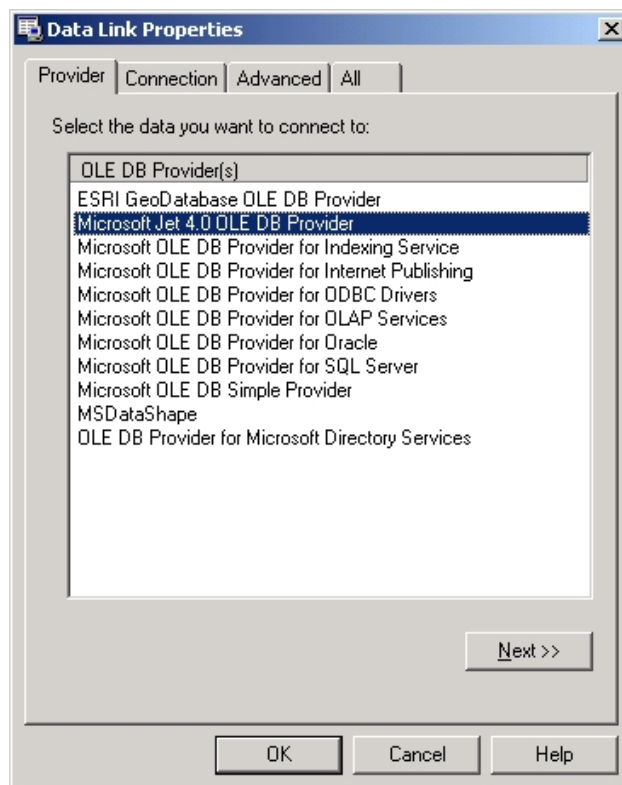 Data Link Properties
Provider Connection Advanced All
Select the data you want to connect to:
OLE DB Provider(s)
ESRI GeoDatabase OLE DB Provider
Microsoft Jet 4.0 OLE DB Provider
Microsoft OLE DB Provider for Indexing Service
Microsoft OLE DB Provider for Internet Publishing
Microsoft OLE DB Provider for ODBC Drivers
Microsoft OLE DB Provider for OLAP Services
Microsoft OLE DB Provider for Oracle
Microsoft OLE DB Provider for SQL Server
Microsoft OLE DB Simple Provider
MSDataShape
OLE DB Provider for Microsoft Directory Services
Next >>
OK Cancel Help